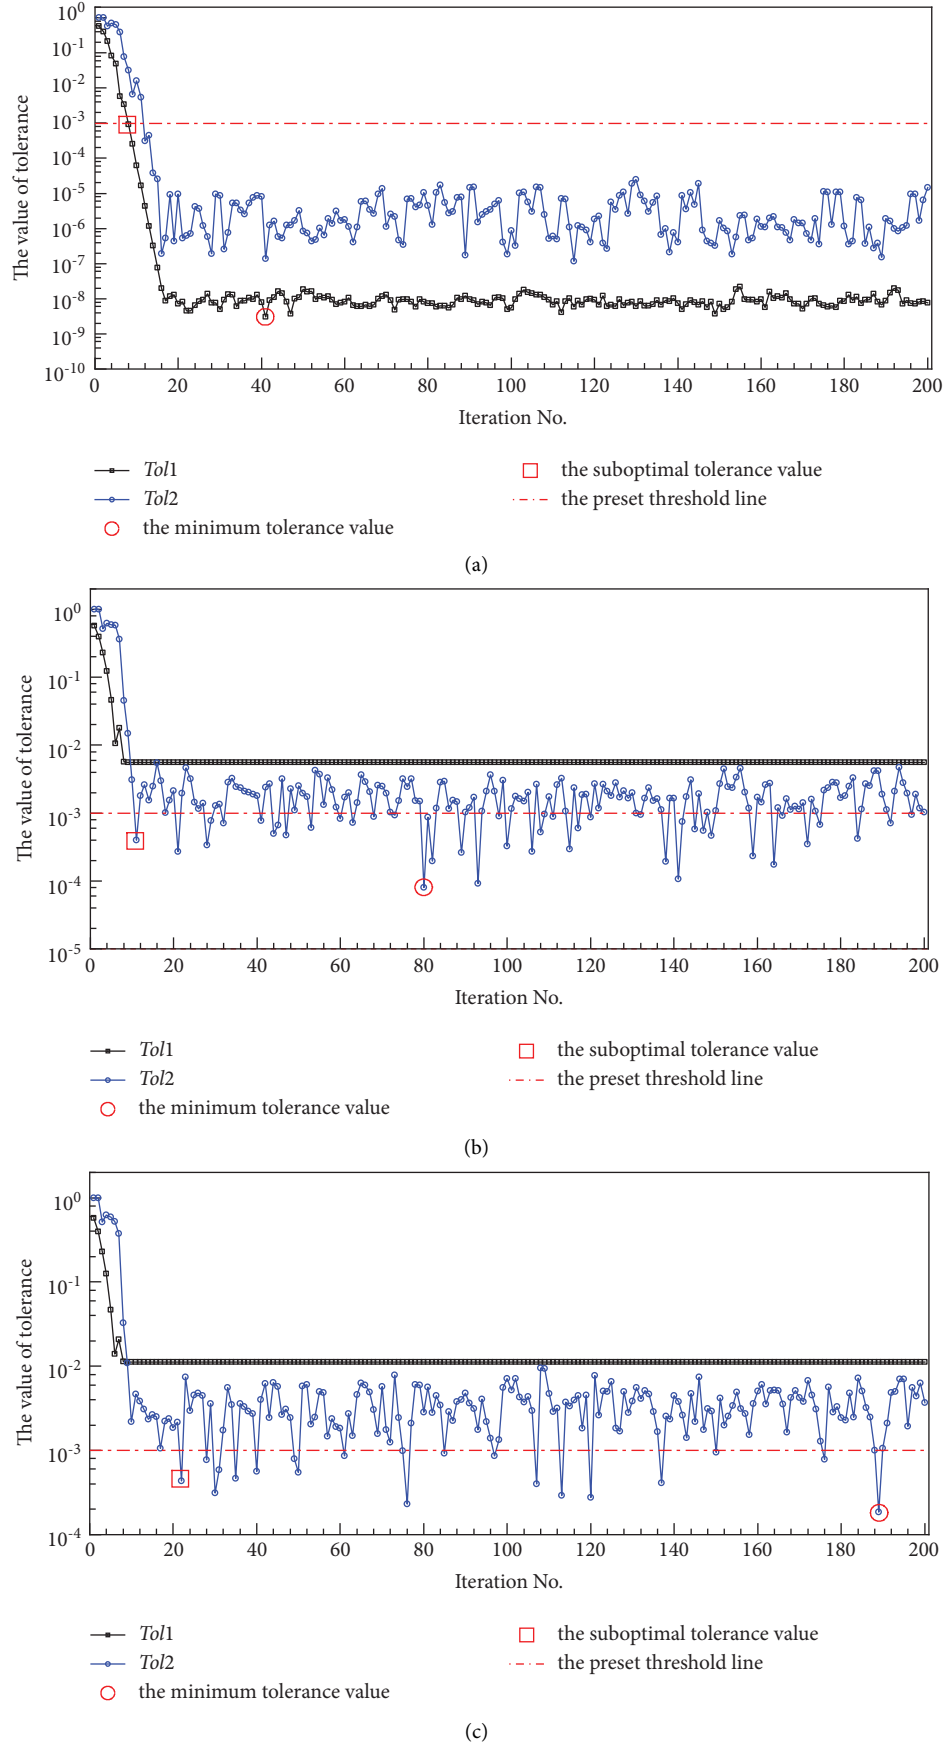 10^0
10^-1
10^-2
10^-3
10^-4
10^-5
10^-6
10^-7
10^-8
10^-9
10^-10
The value of tolerance
0 20 40 60 80 100 120 140 160 180 200
Iteration No.
Tol1
Tol2
the minimum tolerance value
the suboptimal tolerance value
the preset threshold line
(a)
10^0
10^-1
10^-2
10^-3
10^-4
10^-5
The value of tolerance
0 20 40 60 80 100 120 140 160 180 200
Iteration No.
Tol1
Tol2
the minimum tolerance value
the suboptimal tolerance value
the preset threshold line
(b)
10^0
10^-1
10^-2
10^-3
10^-4
The value of tolerance
0 20 40 60 80 100 120 140 160 180 200
Iteration No.
Tol1
Tol2
the minimum tolerance value
the suboptimal tolerance value
the preset threshold line
(c)